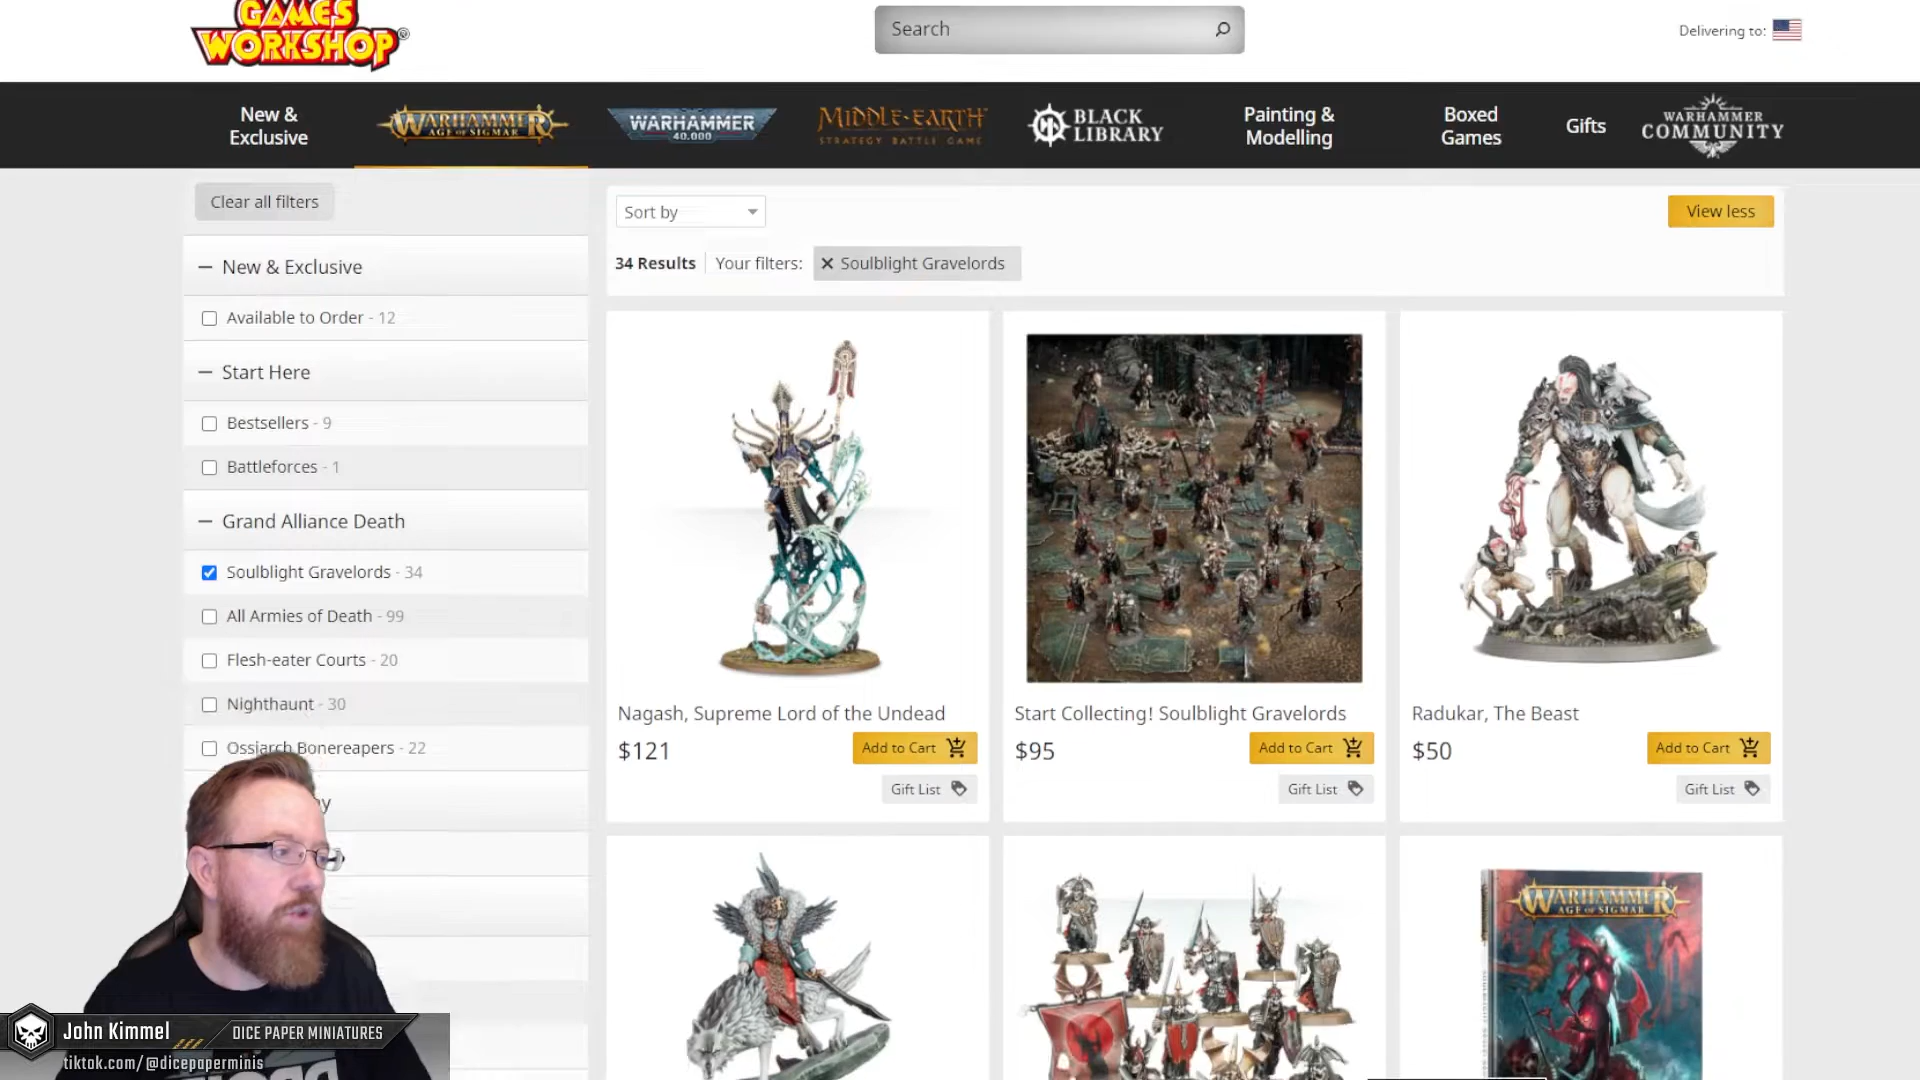 GAMES
WORKSHOP®
Search
Delivering to:
New &
Exclusive
WARHAMMER
AGE OF SIGMAR
WARHAMMER
40,000
MIDDLE-EARTH
STRATEGY BATTLE GAME
BLACK
LIBRARY
Painting &
Modelling
Boxed
Games
Gifts
WARHAMMER
COMMUNITY
Clear all filters
Sort by
View less
34 Results
Your filters:
✕ Soulblight Gravelords
— New & Exclusive
Available to Order - 12
— Start Here
Bestsellers - 9
Battleforces - 1
— Grand Alliance Death
Soulblight Gravelords - 34
All Armies of Death - 99
Flesh-eater Courts - 20
Nighthaunt - 30
Ossiarch Bonereapers - 22
Nagash, Supreme Lord of the Undead
$121
Add to Cart
Gift List
Start Collecting! Soulblight Gravelords
$95
Add to Cart
Gift List
Radukar, The Beast
$50
Add to Cart
Gift List
WARHAMMER
AGE OF SIGMAR
John Kimmel
DICE PAPER MINIATURES
tiktok.com/@dicepaperminis